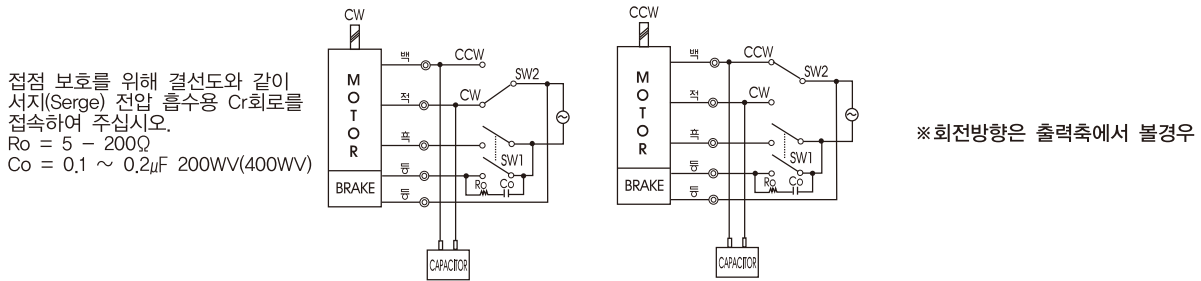 접점 보호를 위해 결선도와 같이
서지(Serge) 전압 흡수용 Cr회로를
접속하여 주십시오.
Ro = 5 - 200Ω
Co = 0.1 ~ 0.2μF 200WV(400WV)
CW
MOTOR
BRAKE
백
적
흑
등
등
CCW
CW
SW2
SW1
Ro
Co
CAPACITOR
CCW
MOTOR
BRAKE
백
적
흑
등
등
CCW
CW
SW2
SW1
Ro
Co
CAPACITOR
※회전방향은 출력축에서 볼경우